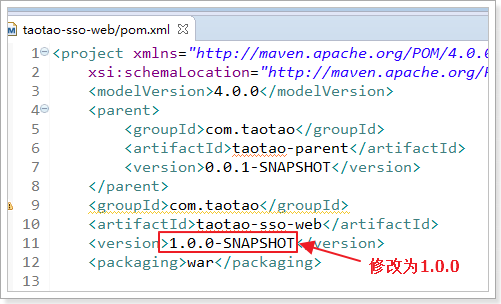 taotao-sso-web/pom.xml
1 <project xmlns="http://maven.apache.org/POM/4.0.
2 xsi:schemaLocation="http://maven.apache.org/
3 <modelVersion>4.0.0</modelVersion>
4 <parent>
5 <groupId>com.taotao</groupId>
6 <artifactId>taotao-parent</artifactId>
7 <version>0.0.1-SNAPSHOT</version>
8 </parent>
9 <groupId>com.taotao</groupId>
10 <artifactId>taotao-sso-web</artifactId>
11 <version>1.0.0-SNAPSHOT</version>
12 <packaging>war</packaging>
13
修改为1.0.0